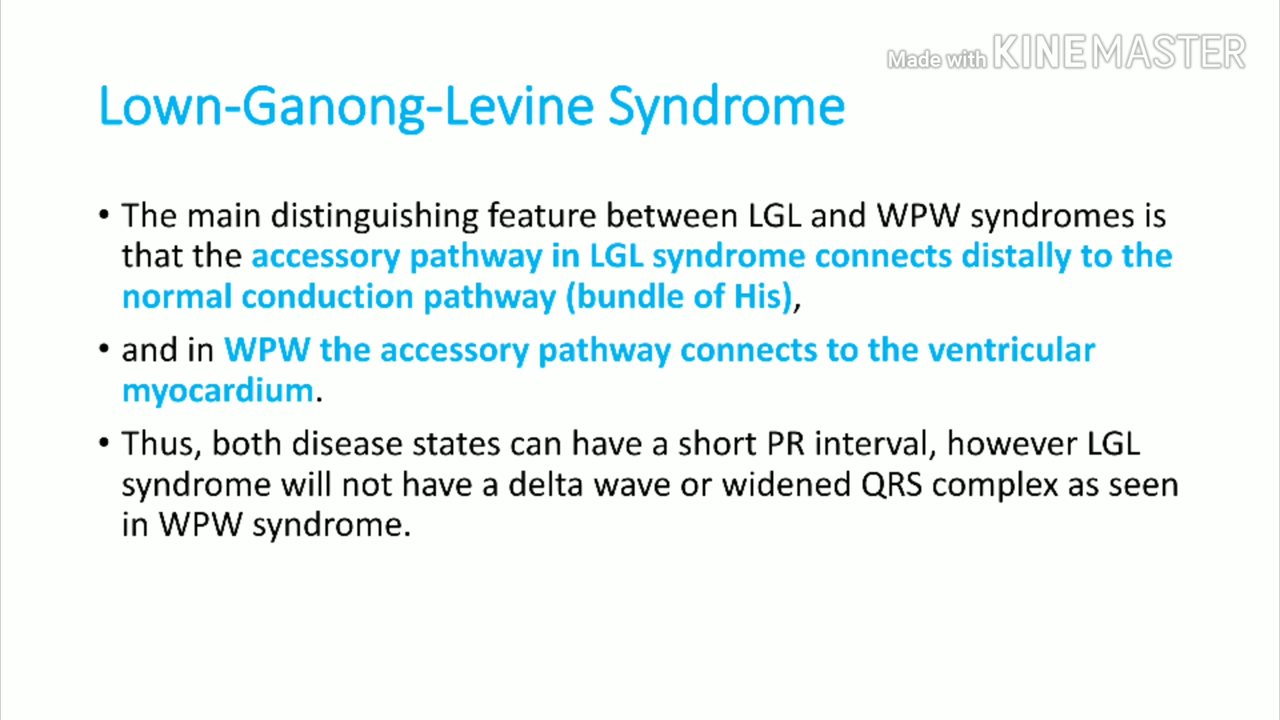 Made with KINEMASTER
Lown-Ganong-Levine Syndrome
• The main distinguishing feature between LGL and WPW syndromes is
that the accessory pathway in LGL syndrome connects distally to the
normal conduction pathway (bundle of His),
• and in WPW the accessory pathway connects to the ventricular
myocardium.
• Thus, both disease states can have a short PR interval, however LGL
syndrome will not have a delta wave or widened QRS complex as seen
in WPW syndrome.